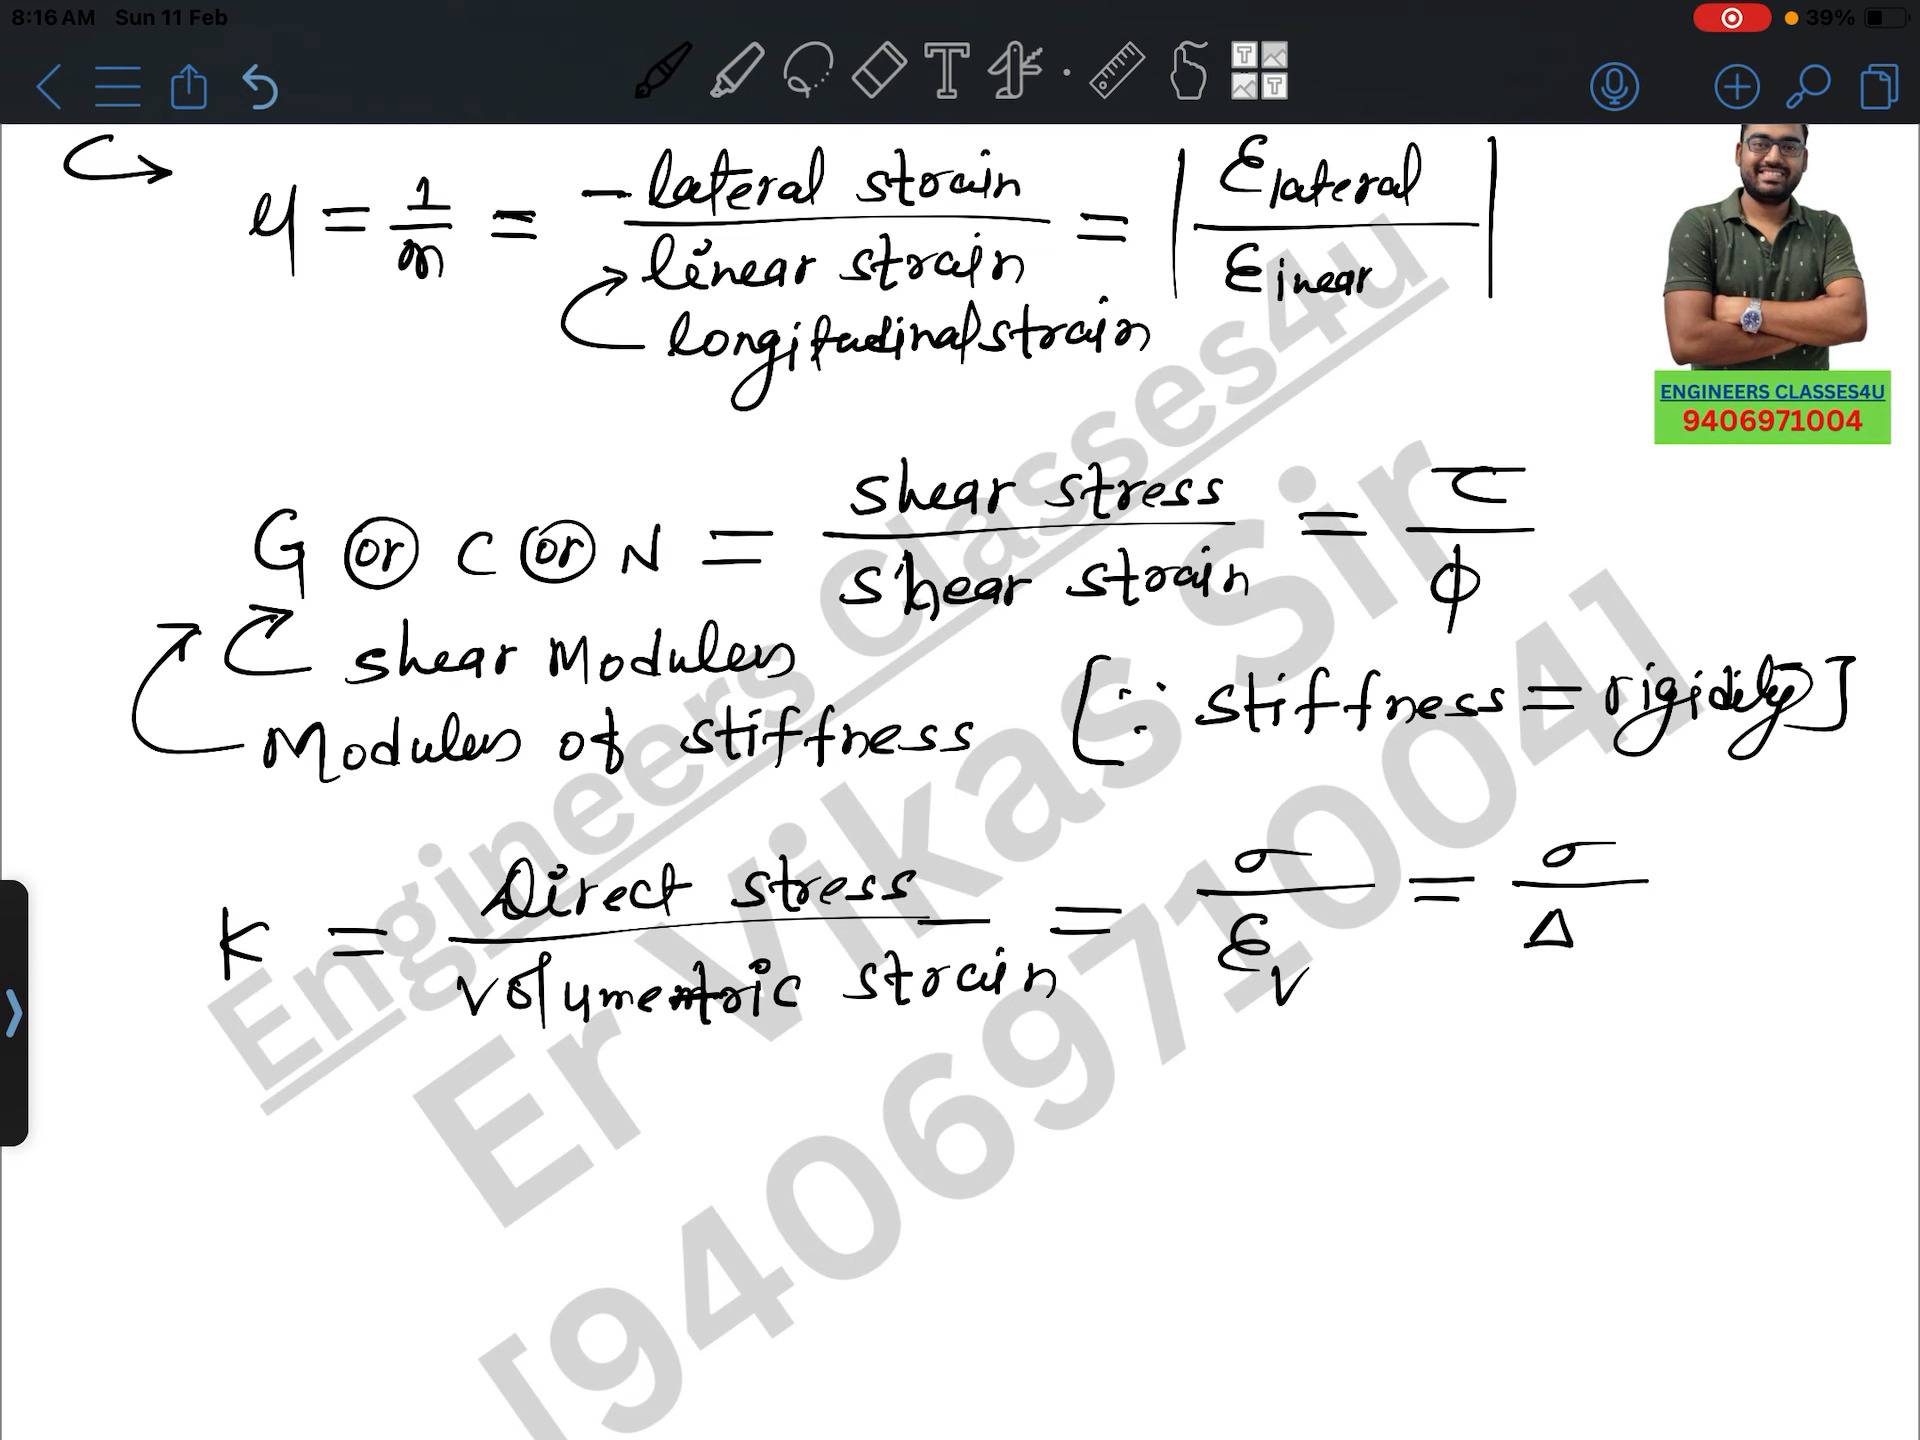 8:16 AM Sun 11 Feb
39%
μ = 1/m = -lateral strain/linear strain = |εlateral/εinear|
longitudinal strain
ENGINEERS CLASSES4U
9406971004
G or C or N = shear stress/shear strain = τ/φ
shear Modulus
Modulus of stiffness [∵ stiffness = rigidity]
K = Direct stress/volumetric strain = σ/εv = σ/Δ
Engineers Classes4u
Er Vikas Sir
[9406971004]